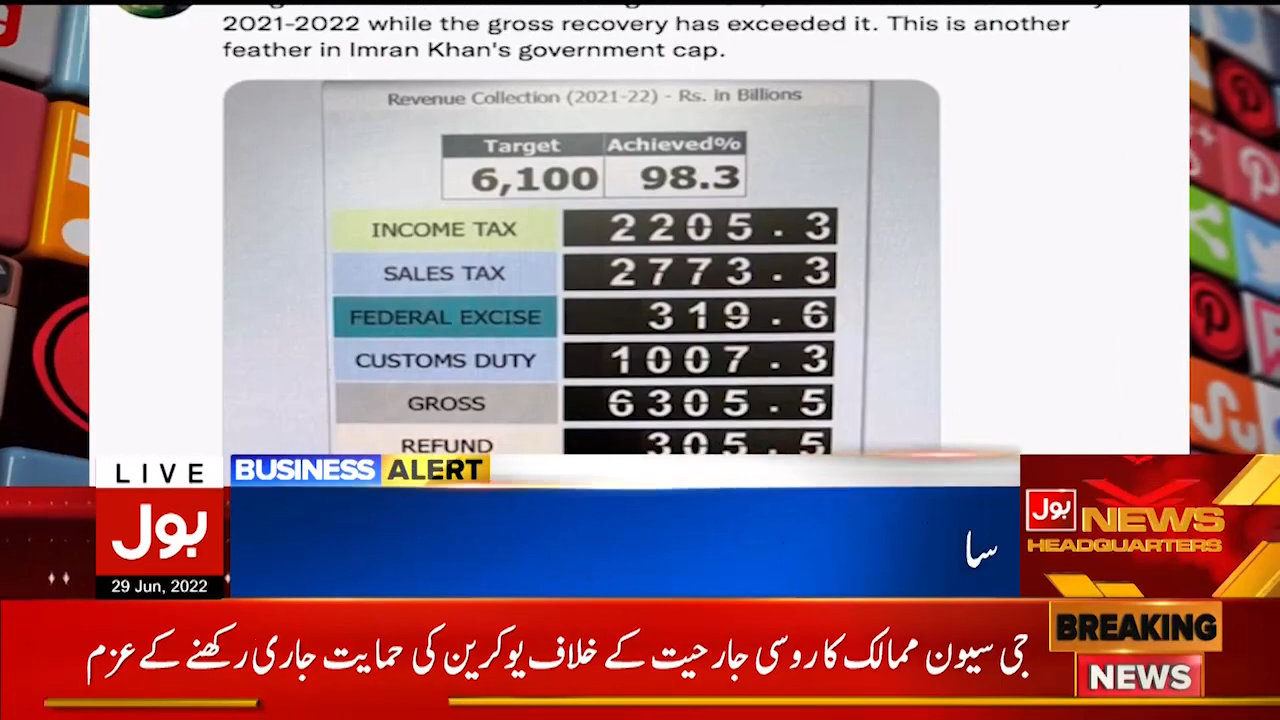 2021-2022 while the gross recovery has exceeded it. This is another
feather in Imran Khan's government cap.
Revenue Collection (2021-22) - Rs. in Billions
Target Achieved%
6,100 98.3
INCOME TAX 2205.3
SALES TAX 2773.3
FEDERAL EXCISE 319.6
CUSTOMS DUTY 1007.3
GROSS 6305.5
REFUND 305.5
LIVE
BUSINESS ALERT
بول
29 Jun, 2022
سا
بول
NEWS
HEADQUARTERS
جی سیون ممالک کا روسی جارحیت کے خلاف یوکرین کی حمایت جاری رکھنے کے عزم
BREAKING
NEWS